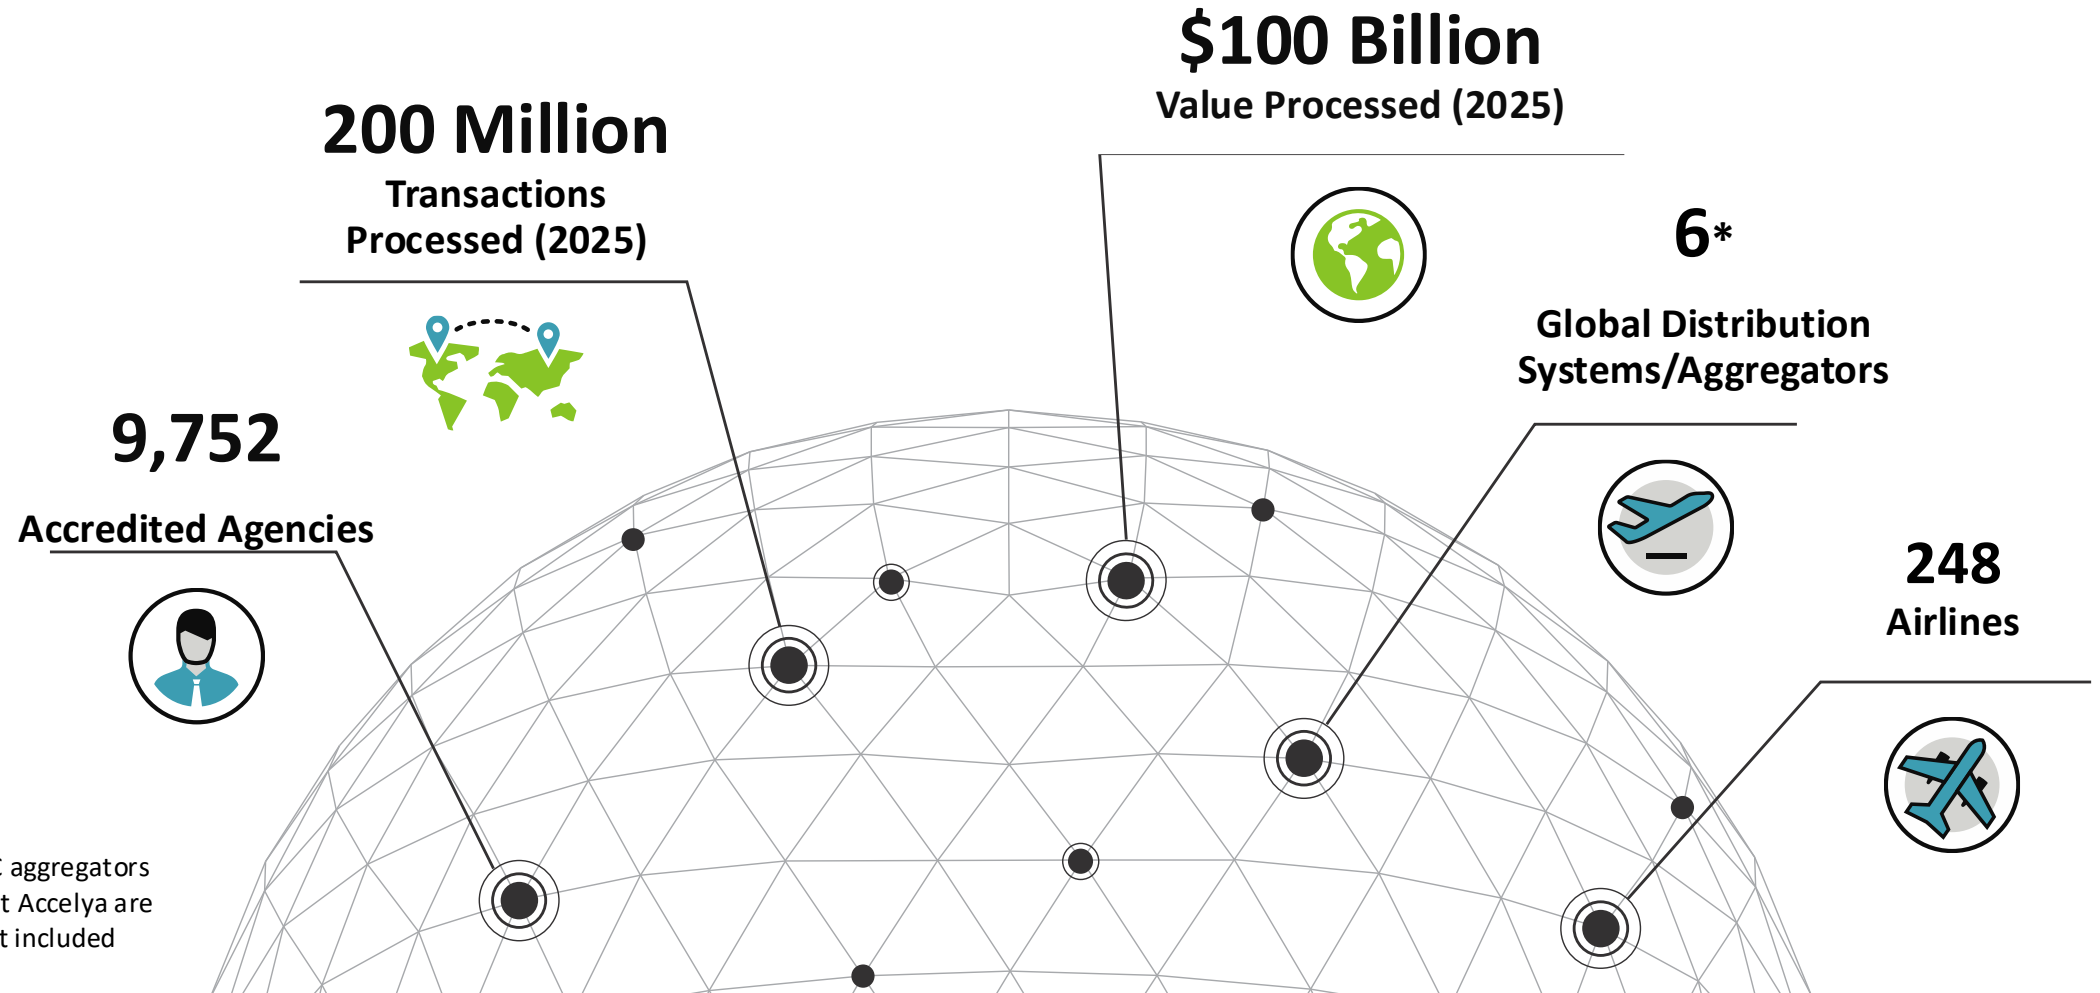 $100 Billion
Value Processed (2025)
200 Million
Transactions
Processed (2025)
6*
Global Distribution
Systems/Aggregators
9,752
Accredited Agencies
248
Airlines
aggregators
Accelya are
included